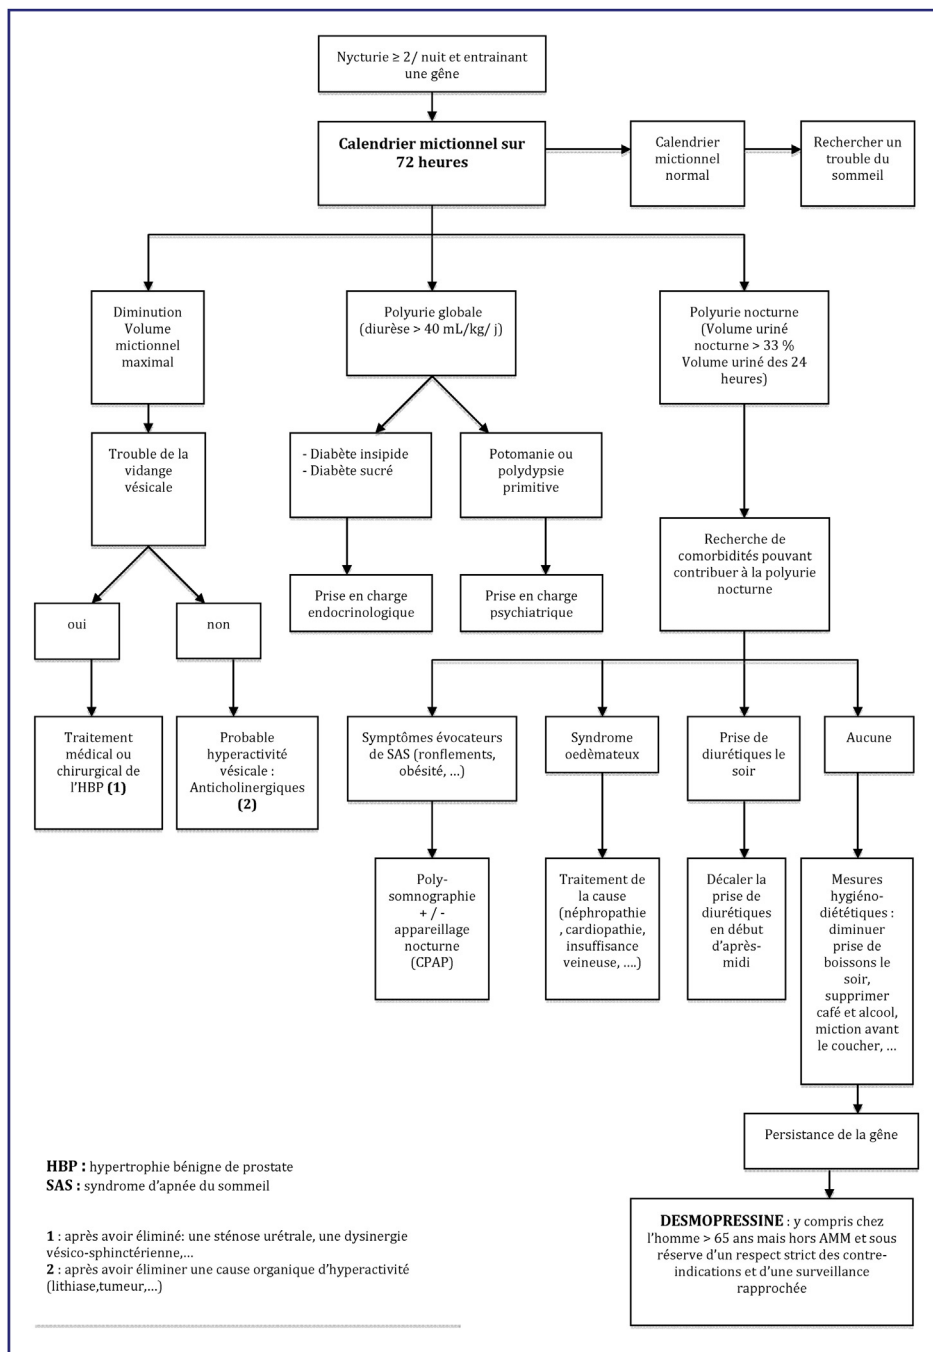 Nycturie ≥ 2/ nuit et entrainant
une gêne
Calendrier mictionnel sur
72 heures
Calendrier
mictionnel
normal
Rechercher un
trouble du
sommeil
Diminution
Volume
mictionnel
maximal
Polyurie globale
(diurèse > 40 mL/kg/ j)
Polyurie nocturne
(Volume uriné
nocturne > 33 %
Volume uriné des 24
heures)
Trouble de la
vidange
vésicale
- Diabète insipide
- Diabète sucré
Potomanie ou
polydypsie
primitive
Recherche de
comorbidités pouvant
contribuer à la polyurie
nocturne
oui
non
Prise en charge
endocrinologique
Prise en charge
psychiatrique
Traitement
médical ou
chirurgical de
l’HBP (1)
Probable
hyperactivité
vésicale :
Anticholinergiques
(2)
Symptômes évocateurs
de SAS (ronflements,
obésité, …)
Syndrome
oedèmateux
Prise de
diurétiques le
soir
Aucune
Poly-
somnographie
+ / -
appareillage
nocturne
(CPAP)
Traitement de
la cause
(néphropathie
, cardiopathie,
insuffisance
veineuse, ….)
Décaler la
prise de
diurétiques
en début
d’après-
midi
Mesures
hygiéno-
diététiques :
diminuer
prise de
boissons le
soir,
supprimer
café et alcool,
miction avant
le coucher, …
Persistance de la gêne
DESMOPRESSINE : y compris chez
l’homme > 65 ans mais hors AMM et sous
réserve d’un respect strict des contre-
indications et d’une surveillance
rapprochée
HBP : hypertrophie bénigne de prostate
SAS : syndrome d’apnée du sommeil
1 : après avoir éliminé: une sténose urétrale, une dysinergie
vésico-sphinctérienne,…
2 : après avoir éliminer une cause organique d’hyperactivité
(lithiase,tumeur,…)